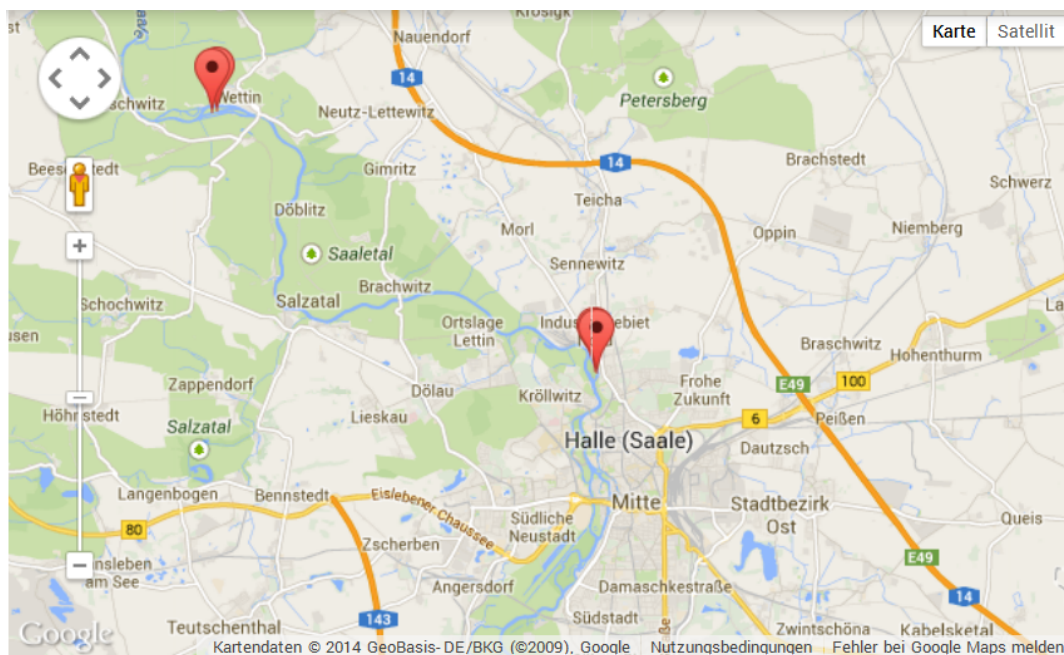 Krosigk
Nauendorf
Karte Satellit
14
Petersberg
Wettin
Neutz-Lettewitz
14
Brachstedt
Gimritz
Teicha
Schwerz
Döblitz
Morl
Oppin
Niemberg
Saaletal
Sennewitz
Brachwitz
Salzatal
Schochwitz
Ortslage
Lettin
Braschwitz
Hohenthurm
Zappendorf
Dölau
Kröllwitz
Frohe
Zukunft
E49
100
Höhnstedt
Lieskau
6
Peißen
Salzatal
Halle (Saale)
Dautzsch
Langenbogen
Bennstedt
Eislebener Chaussee
Mitte
Stadtbezirk
Ost
80
Südliche
Neustadt
Queis
Zscherben
E49
am See
Angersdorf
Damaschkestraße
14
143
Südstadt
Teutschenthal
Zwintschöna
Kabelsketal
Google
Kartendaten © 2014 GeoBasis-DE/BKG (©2009), Google Nutzungsbedingungen Fehler bei Google Maps melden